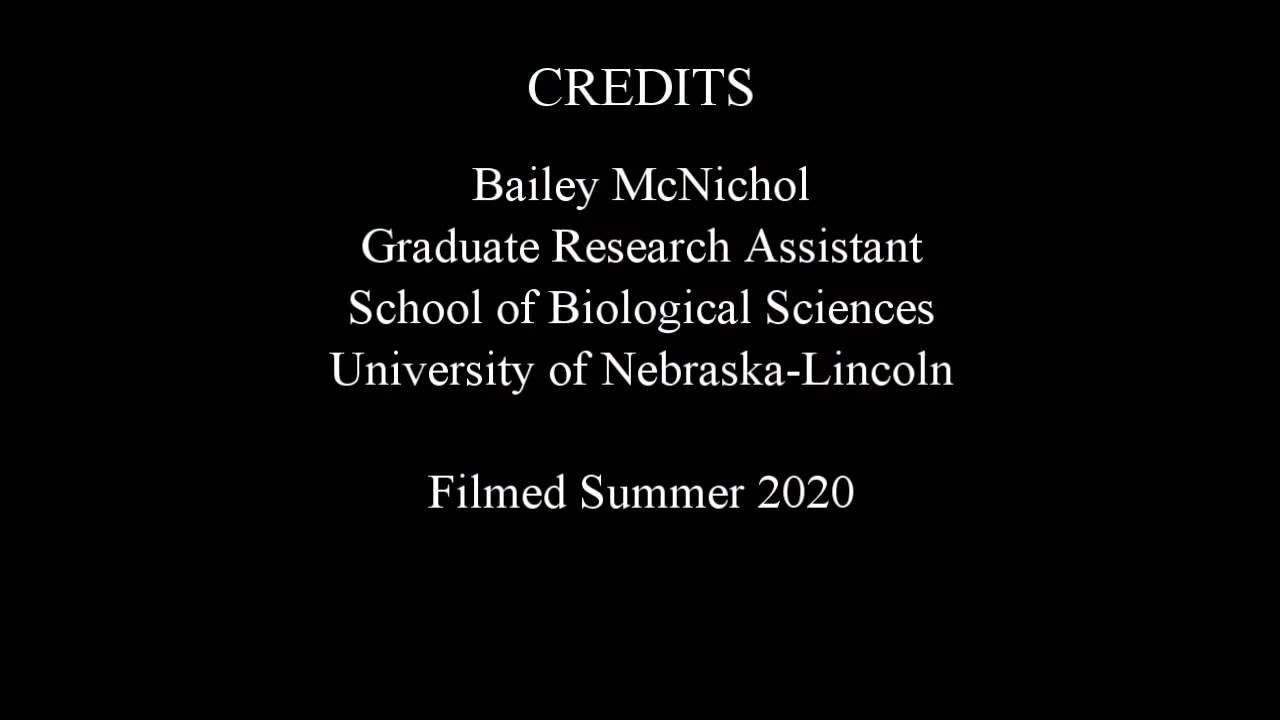 CREDITS
Bailey McNichol
Graduate Research Assistant
School of Biological Sciences
University of Nebraska-Lincoln
Filmed Summer 2020